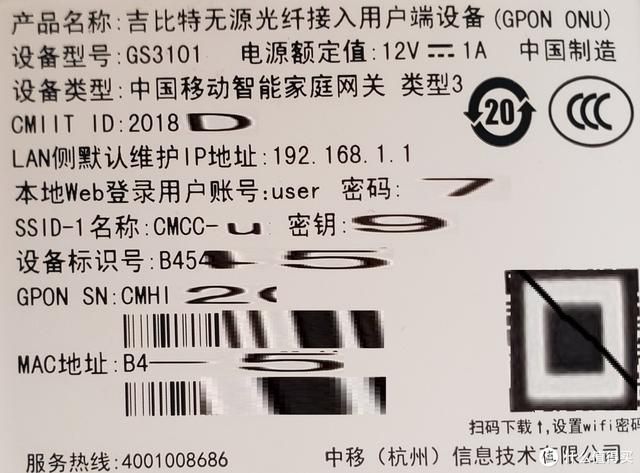 产品名称:吉比特无源光纤接入用户端设备(GPON ONU)
设备型号:GS3101 电源额定值:12V⎓1A 中国制造
设备类型:中国移动智能家庭网关 类型3
20
CCC
CMIIT ID:2018
LAN侧默认维护IP地址:192.168.1.1
本地Web登录用户账号:user 密码:
SSID-1名称:CMCC- 密钥:
设备标识号:B454
GPON SN:CMHI
MAC地址:B4
扫码下载 ,设置wifi密码
服务热线:4001008686 中移(杭州)信息技术有限公司
值 什么值得买